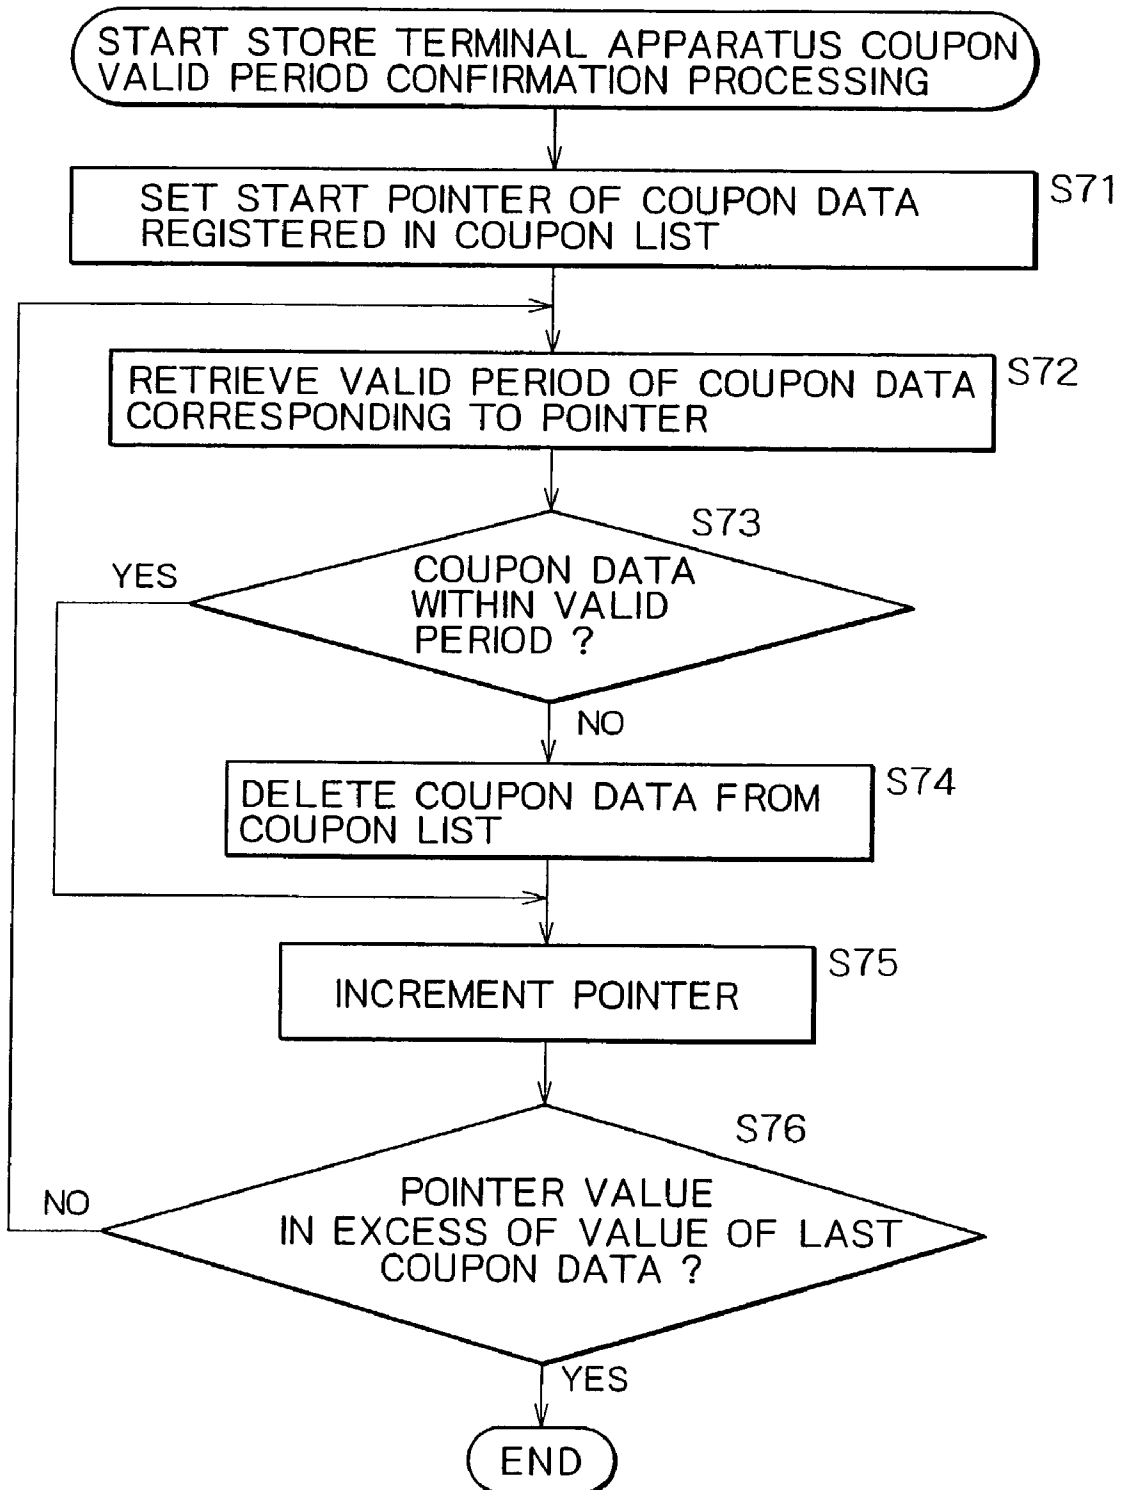 START STORE TERMINAL APPARATUS COUPON
VALID PERIOD CONFIRMATION PROCESSING
SET START POINTER OF COUPON DATA
REGISTERED IN COUPON LIST
S71
RETRIEVE VALID PERIOD OF COUPON DATA
CORRESPONDING TO POINTER
S72
S73
YES
COUPON DATA
WITHIN VALID
PERIOD ?
NO
DELETE COUPON DATA FROM
COUPON LIST
S74
INCREMENT POINTER
S75
S76
NO
POINTER VALUE
IN EXCESS OF VALUE OF LAST
COUPON DATA ?
YES
END